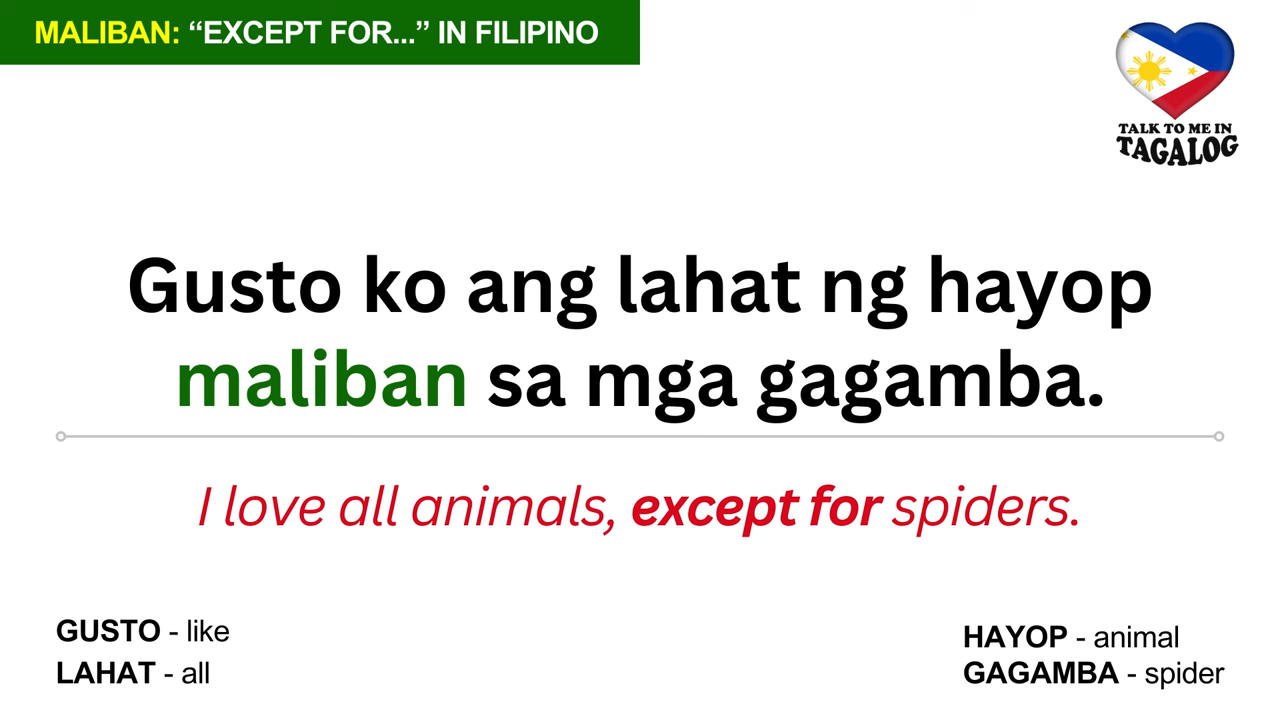 MALIBAN: “EXCEPT FOR...” IN FILIPINO
TALK TO ME IN
TAGALOG
Gusto ko ang lahat ng hayop
maliban sa mga gagamba.
I love all animals, except for spiders.
GUSTO - like
LAHAT - all
HAYOP - animal
GAGAMBA - spider